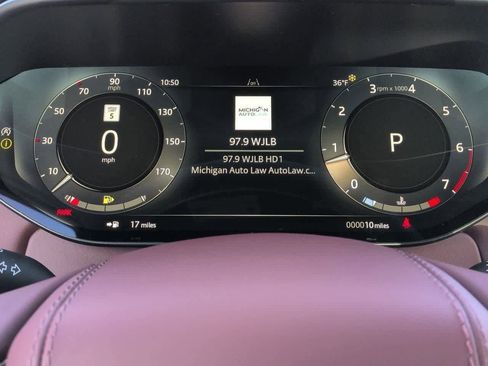 90
mph
10:50
36°F
3 rpm x 1000 4
70
110
MICHIGAN
AUTO LAW
2
5
50
130
5
30
0
150
97.9 WJLB
1
P
6
mph
97.9 WJLB HD1
10
170
Michigan Auto Law AutoLaw.c...
0
7
PARK
17 miles
000010 miles